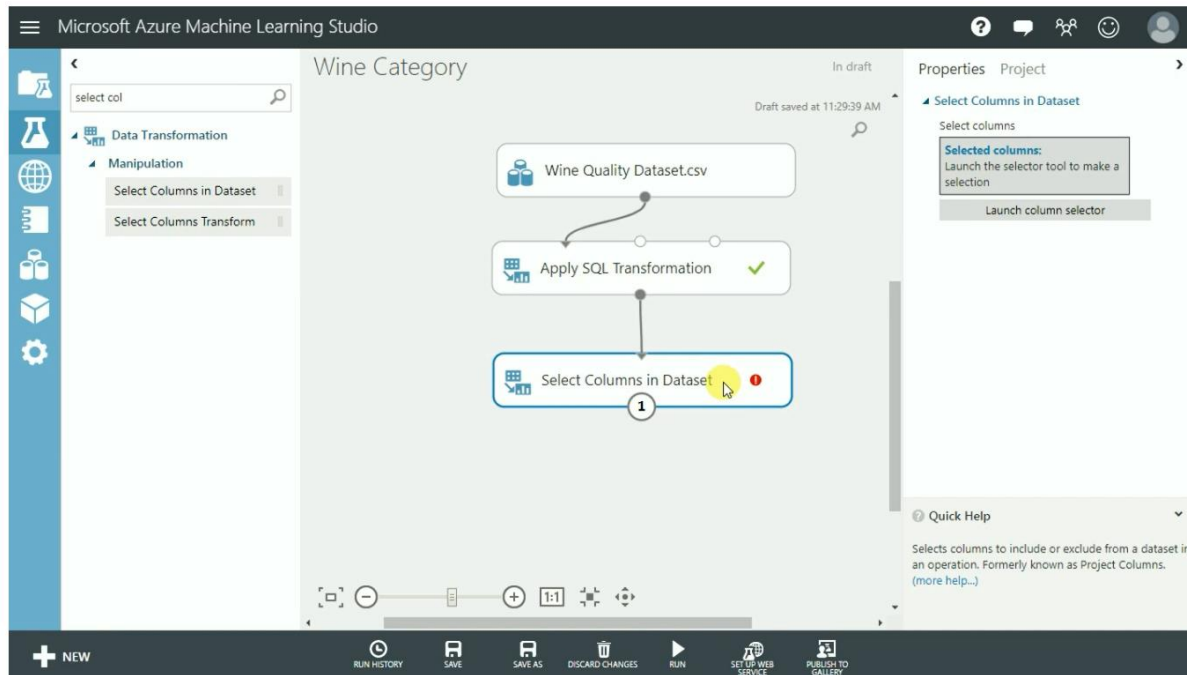 Microsoft Azure Machine Learning Studio
?
select col
Data Transformation
Manipulation
Select Columns in Dataset
Select Columns Transform
Wine Category
In draft
Draft saved at 11:29:39 AM
Wine Quality Dataset.csv
Apply SQL Transformation
Select Columns in Dataset
1
1:1
Properties Project
Select Columns in Dataset
Select columns
Selected columns:
Launch the selector tool to make a
selection
Launch column selector
? Quick Help
Selects columns to include or exclude from a dataset in
an operation. Formerly known as Project Columns.
(more help...)
NEW
RUN HISTORY
SAVE
SAVE AS
DISCARD CHANGES
RUN
SET UP WEB
SERVICE
PUBLISH TO
GALLERY